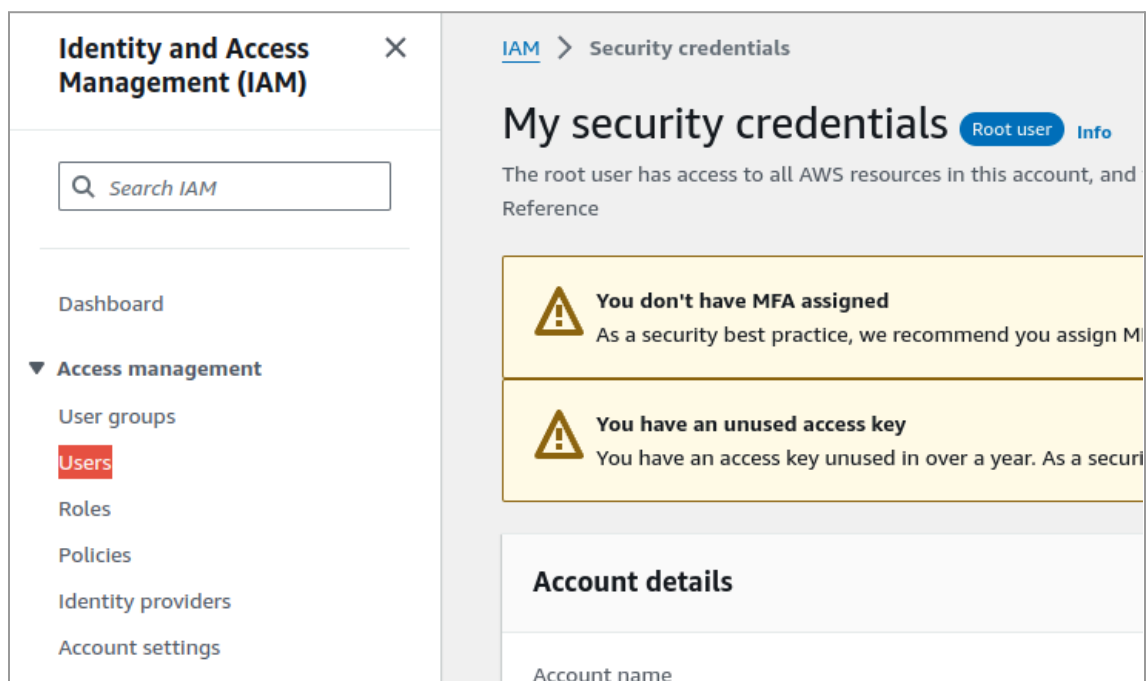 Identity and Access
Management (IAM)
Search IAM
Dashboard
Access management
User groups
Users
Roles
Policies
Identity providers
Account settings
IAM > Security credentials
My security credentials Root user Info
The root user has access to all AWS resources in this account, and
Reference
You don't have MFA assigned
As a security best practice, we recommend you assign
You have an unused access key
You have an access key unused in over a year. As a
Account details
Account name